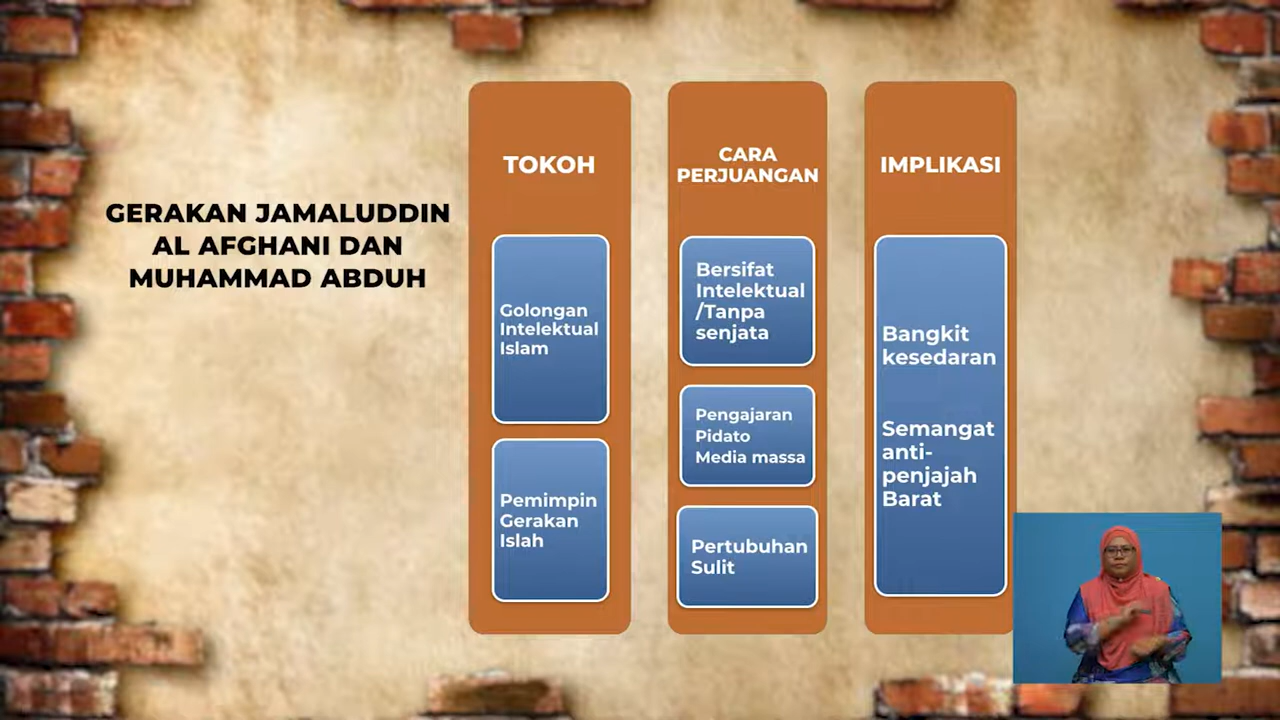 GERAKAN JAMALUDDIN
AL AFGHANI DAN
MUHAMMAD ABDUH
TOKOH
Golongan
Intelektual
Islam
Pemimpin
Gerakan
Islah
CARA
PERJUANGAN
Bersifat
Intelektual
/Tanpa
senjata
Pengajaran
Pidato
Media massa
Pertubuhan
Sulit
IMPLIKASI
Bangkit
kesedaran
Semangat
anti-
penjajah
Barat